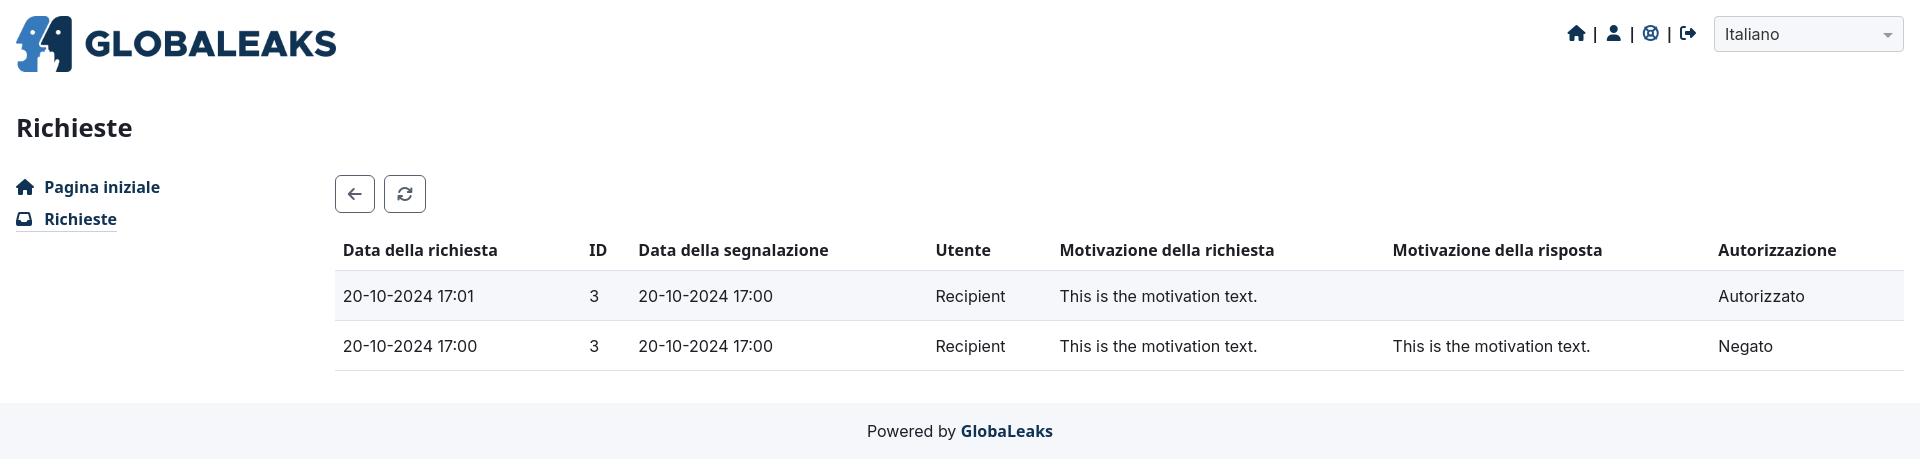 GLOBALEAKS
| | |
Italiano
Richieste
Pagina iniziale
Richieste
Data della richiesta ID Data della segnalazione Utente Motivazione della richiesta Motivazione della risposta Autorizzazione
20-10-2024 17:01 3 20-10-2024 17:00 Recipient This is the motivation text. Autorizzato
20-10-2024 17:00 3 20-10-2024 17:00 Recipient This is the motivation text. This is the motivation text. Negato
Powered by GlobaLeaks